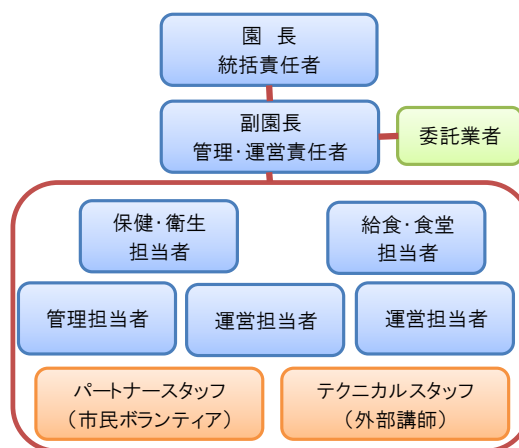 園 長
統括責任者
副園長
管理・運営責任者
委託業者
保健・衛生
担当者
給食・食堂
担当者
管理担当者
運営担当者
運営担当者
パートナースタッフ
（市民ボランティア）
テクニカルスタッフ
（外部講師）